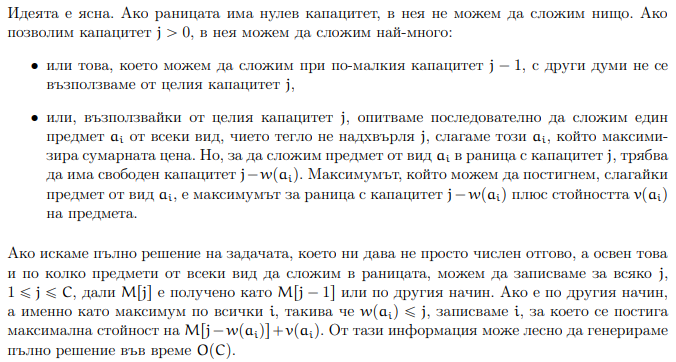 Идеята е ясна. Ако раницата има нулев капацитет, в нея не можем да сложим нищо. Ако
позволим капацитет j > 0, в нея можем да сложим най-много:
• или това, което можем да сложим при по-малкия капацитет j − 1, с други думи не се
възползваме от целия капацитет j,
• или, възползвайки от целия капацитет j, опитваме последователно да сложим един
предмет aᵢ от всеки вид, чието тегло не надхвърля j, слагаме този aᵢ, който максими-
зира сумарната цена. Но, за да сложим предмет от вид aᵢ в раница с капацитет j, трябва
да има свободен капацитет j−w(aᵢ). Максимумът, който можем да постигнем, слагайки
предмет от вид aᵢ, е максимумът за раница с капацитет j−w(aᵢ) плюс стойността v(aᵢ)
на предмета.
Ако искаме пълно решение на задачата, което ни дава не просто числен отгово, а освен това
и по колко предмети от всеки вид да сложим в раницата, можем да записваме за всяко j,
1 ⩽ j ⩽ C, дали M[j] е получено като M[j − 1] или по другия начин. Ако е по другия начин,
а именно като максимум по всички i, такива че w(aᵢ) ⩽ j, записваме i, за което се постига
максимална стойност на M[j−w(aᵢ)]+v(aᵢ). От тази информация може лесно да генерираме
пълно решение във време O(C).